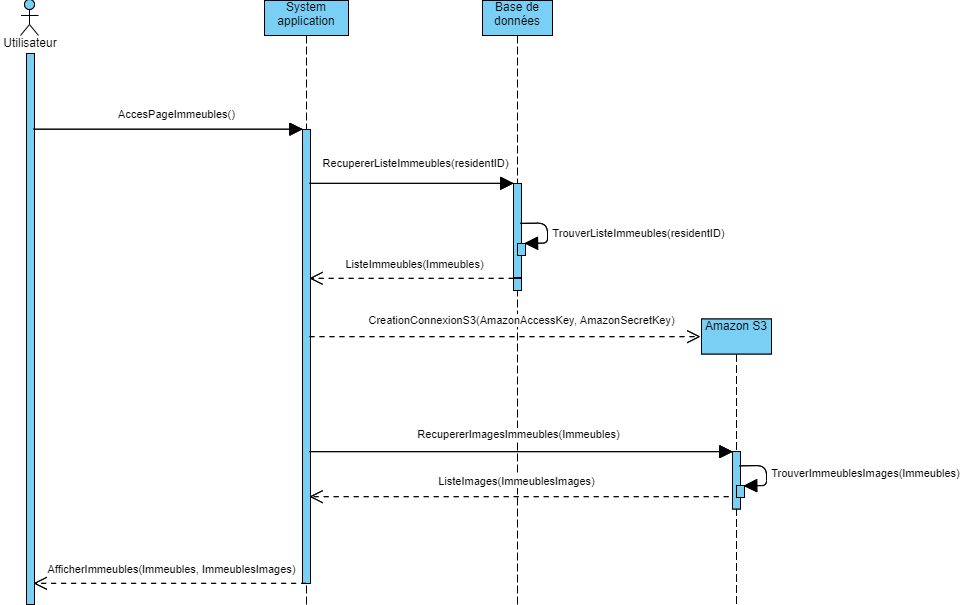 System
application
Base de
données
Utilisateur
AccesPageImmeubles()
RecupererListeImmeubles(residentID)
TrouverListeImmeubles(residentID)
ListeImmeubles(Immeubles)
CreationConnexionS3(AmazonAccessKey, AmazonSecretKey)
Amazon S3
RecupererImagesImmeubles(Immeubles)
TrouverImmeublesImages(Immeubles)
ListeImages(ImmeublesImages)
AfficherImmeubles(Immeubles, ImmeublesImages)